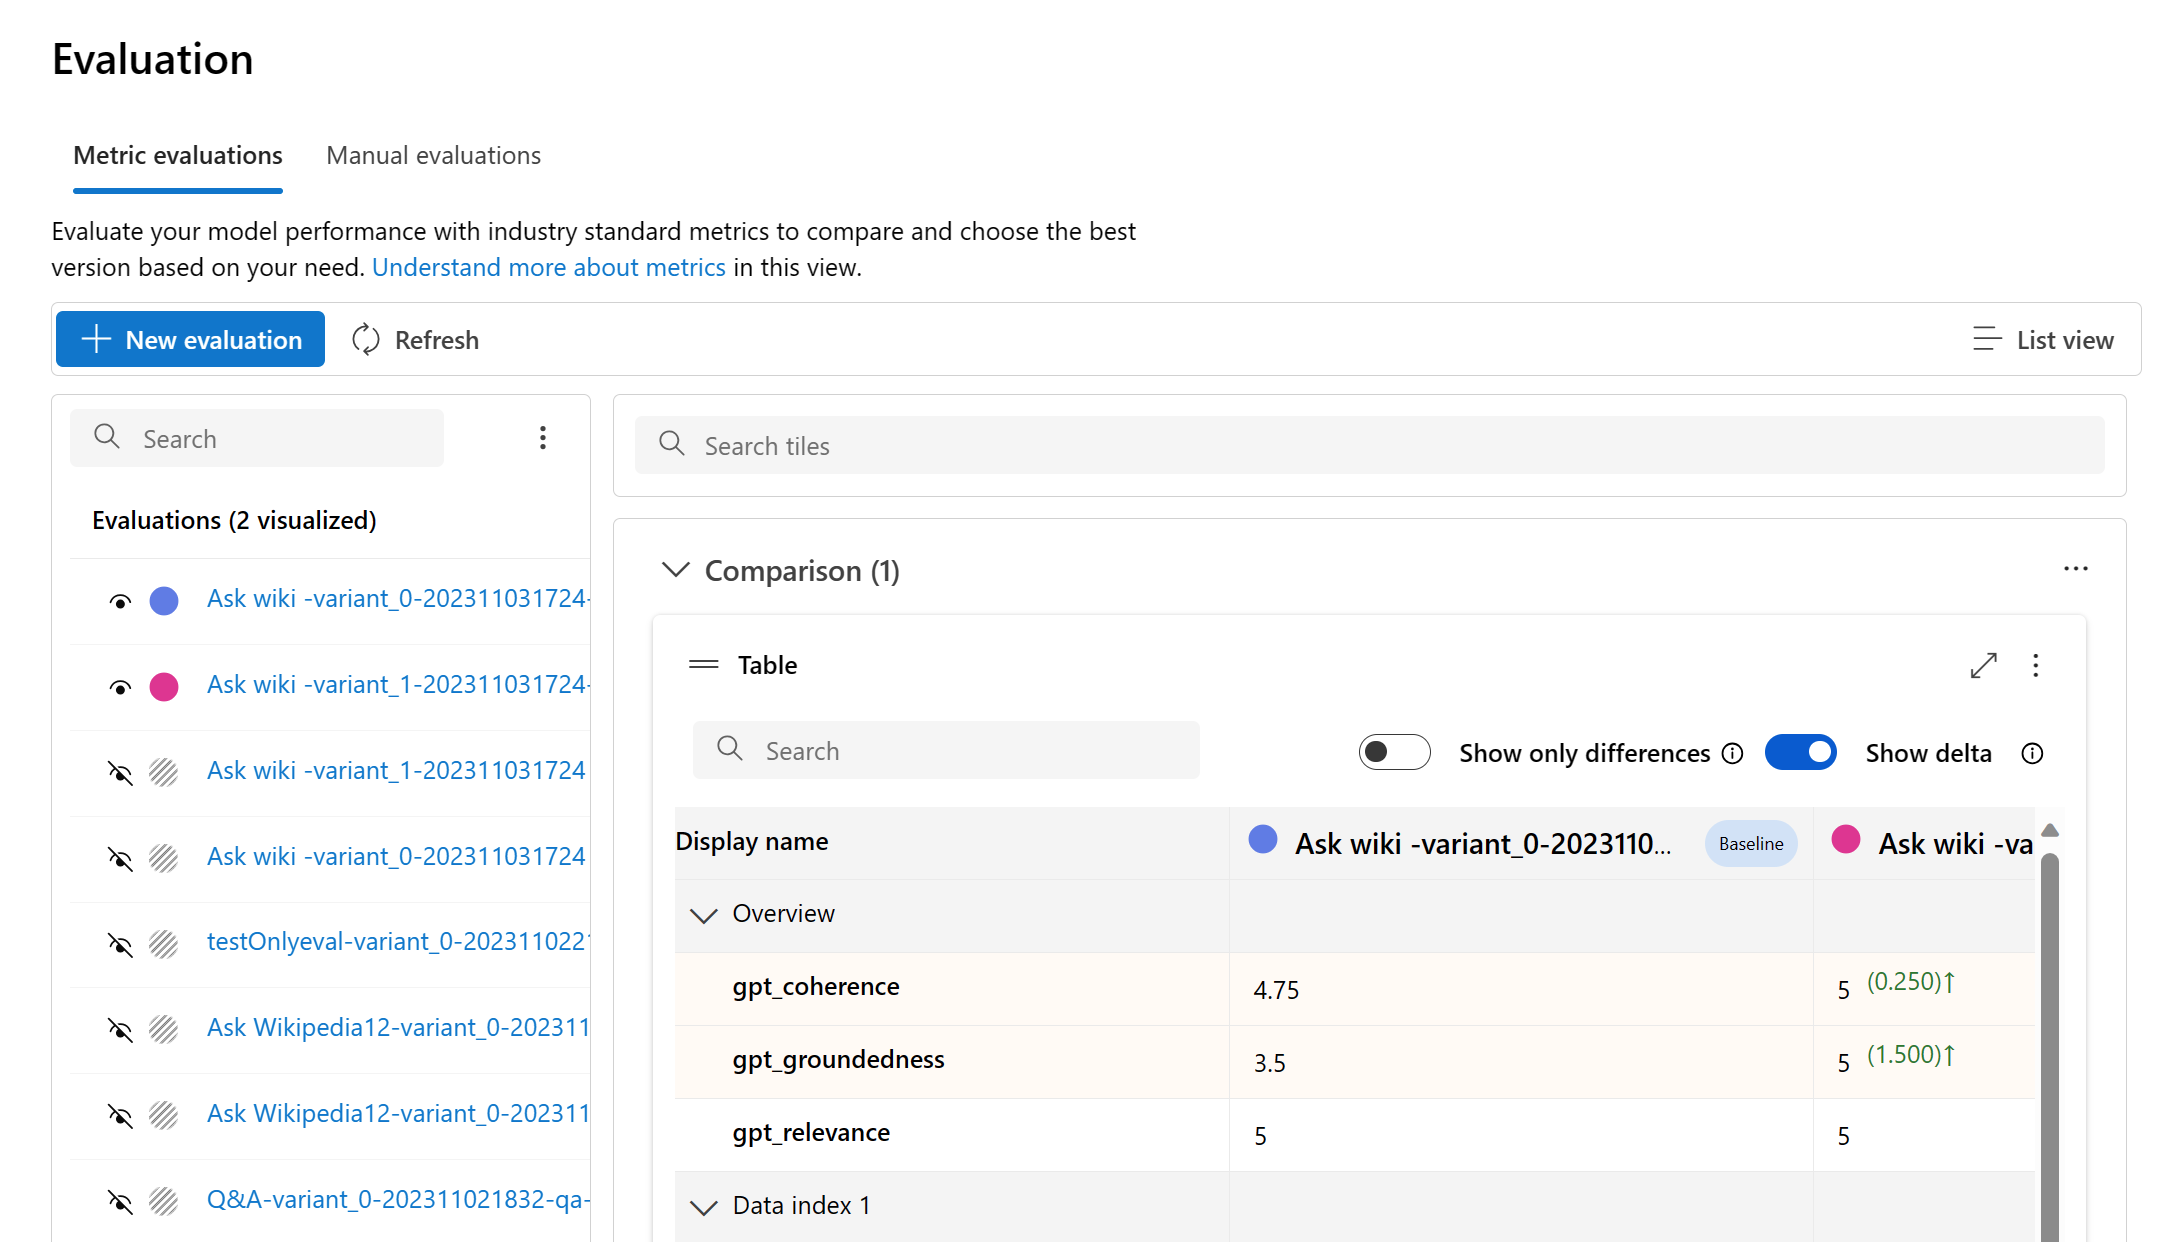 Evaluation
Metric evaluations
Manual evaluations
Evaluate your model performance with industry standard metrics to compare and choose the best
version based on your need. Understand more about metrics in this view.
New evaluation
Refresh
List view
Search
Evaluations (2 visualized)
Ask wiki -variant_0-202311031724-
Ask wiki -variant_1-202311031724-
Ask wiki -variant_1-202311031724
Ask wiki -variant_0-202311031724
testOnlyeval-variant_0-2023110221
Ask Wikipedia12-variant_0-202311
Ask Wikipedia12-variant_0-202311
Q&A-variant_0-202311021832-qa-
Search tiles
Comparison (1)
Table
Search
Show only differences
Show delta
Display name
Ask wiki -variant_0-2023110...
Baseline
Ask wiki -va
Overview
gpt_coherence
4.75
5 (0.250)↑
gpt_groundedness
3.5
5 (1.500)↑
gpt_relevance
5
5
Data index 1